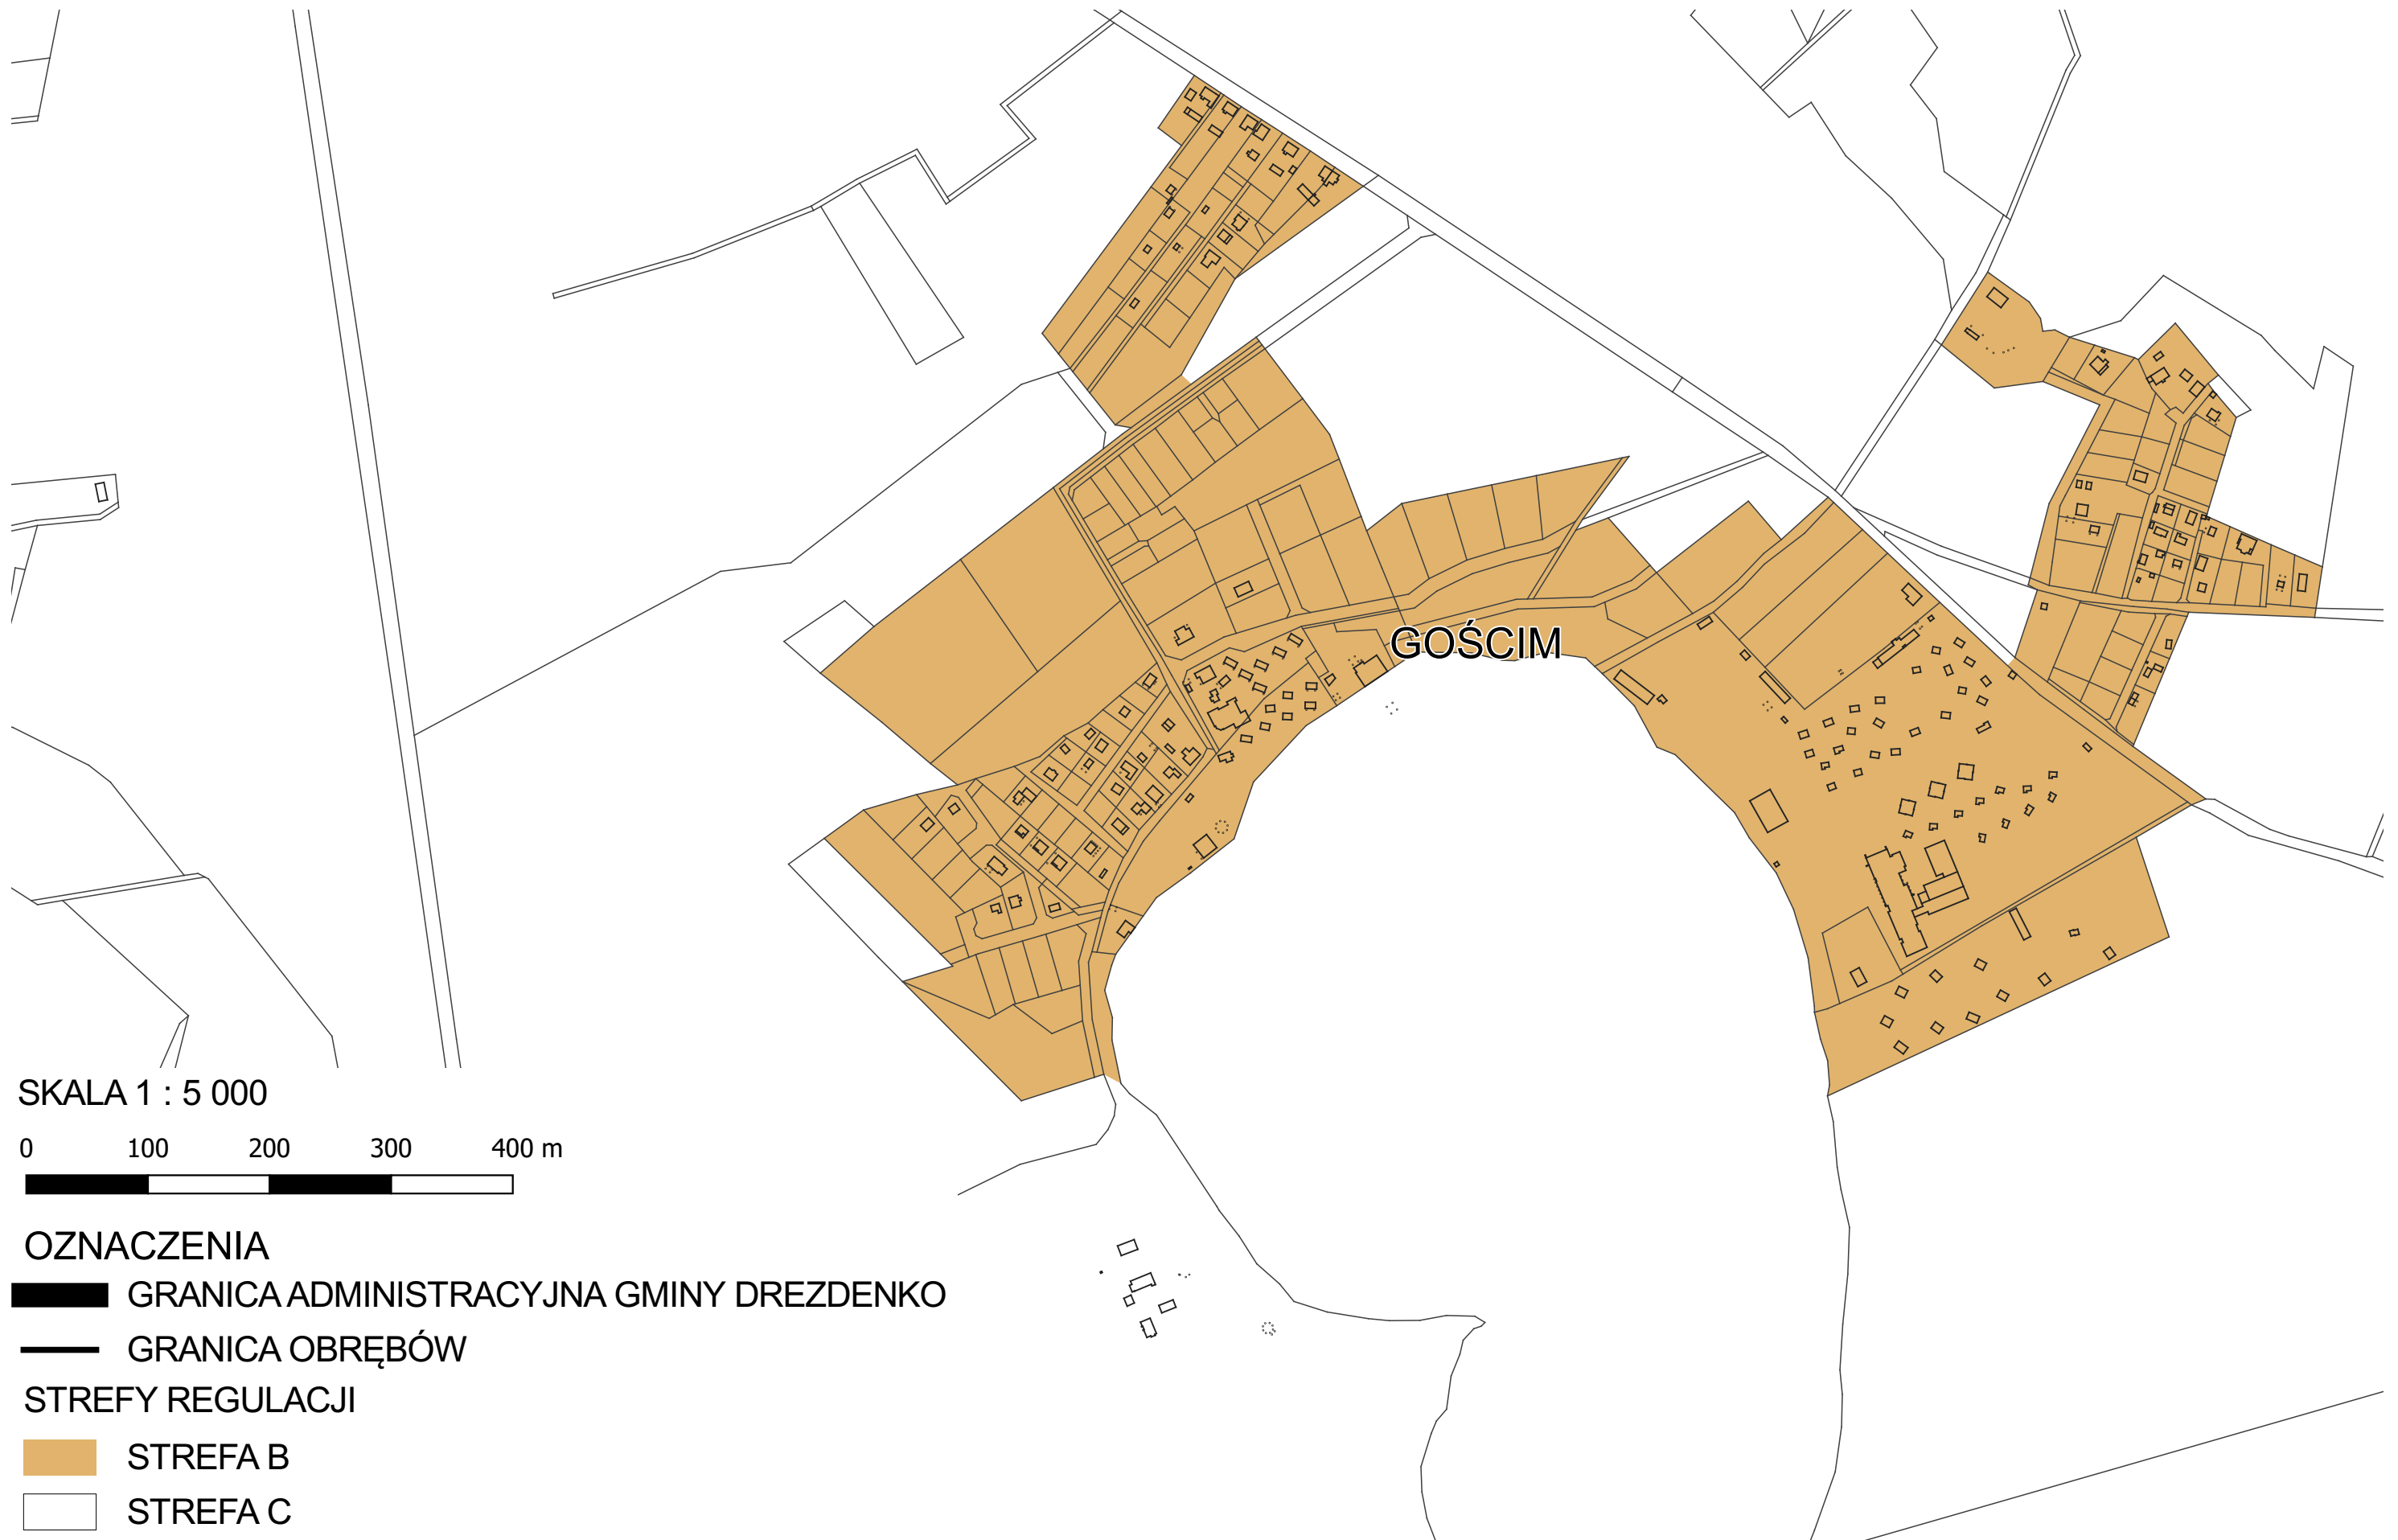 GOŚCIM
SKALA 1 : 5 000
0 100 200 300 400 m
OZNACZENIA
GRANICA ADMINISTRACYJNA GMINY DREZDENKO
GRANICA OBRĘBÓW
STREFY REGULACJI
STREFA B
STREFA C